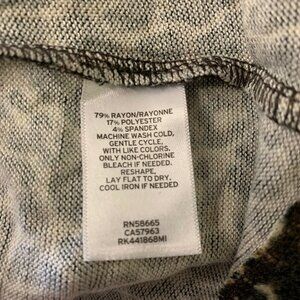 79% RAYON/RAYONNE
17% POLYESTER
4% SPANDEX
MACHINE WASH COLD,
GENTLE CYCLE,
WITH LIKE COLORS,
ONLY NON-CHLORINE
BLEACH IF NEEDED.
RESHAPE,
LAY FLAT TO DRY.
COOL IRON IF NEEDED
RN58665
CA57963
RK441868MI